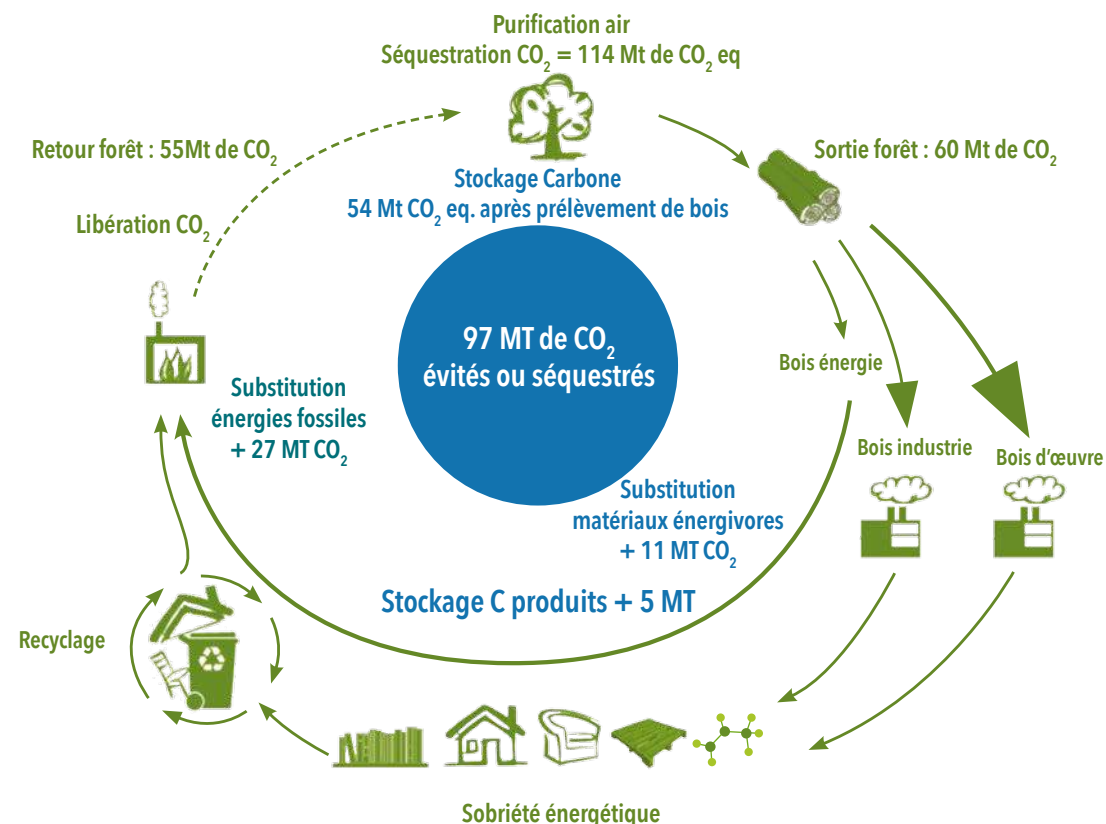 Purification air
Séquestration CO₂ = 114 Mt de CO₂ eq
Retour forêt : 55Mt de CO₂
Sortie forêt : 60 Mt de CO₂
Stockage Carbone
54 Mt CO₂ eq. après prélèvement de bois
Libération CO₂
97 MT de CO₂
évités ou séquestrés
Bois énergie
Substitution
énergies fossiles
+ 27 MT CO₂
Bois industrie
Bois d'œuvre
Substitution
matériaux énergivores
+ 11 MT CO₂
Stockage C produits + 5 MT
Recyclage
Sobriété énergétique